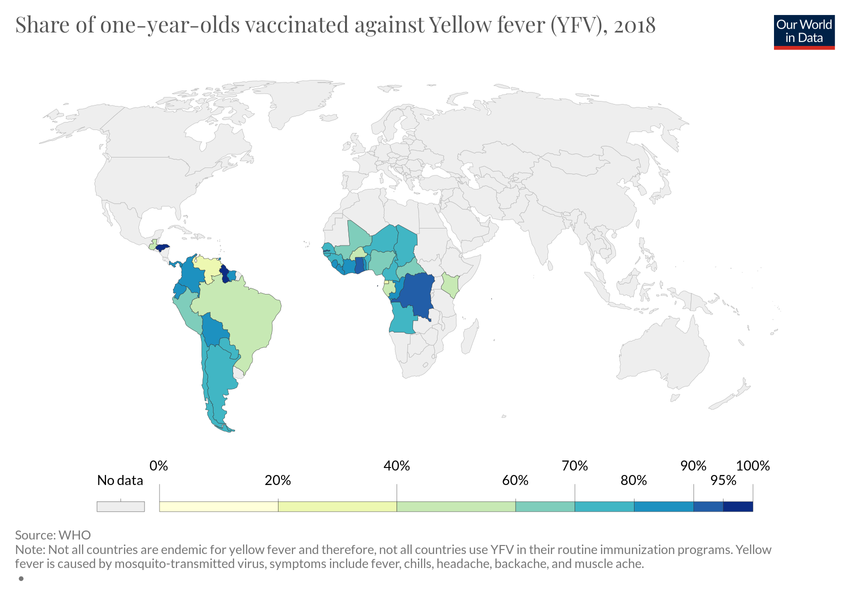 Share of one-year-olds vaccinated against Yellow fever (YFV), 2018
Our World
in Data
0%
40%
70%
90%
100%
No data
20%
60%
80%
95%
Source: WHO
Note: Not all countries are endemic for yellow fever and therefore, not all countries use YFV in their routine immunization programs. Yellow
fever is caused by mosquito-transmitted virus, symptoms include fever, chills, headache, backache, and muscle ache.